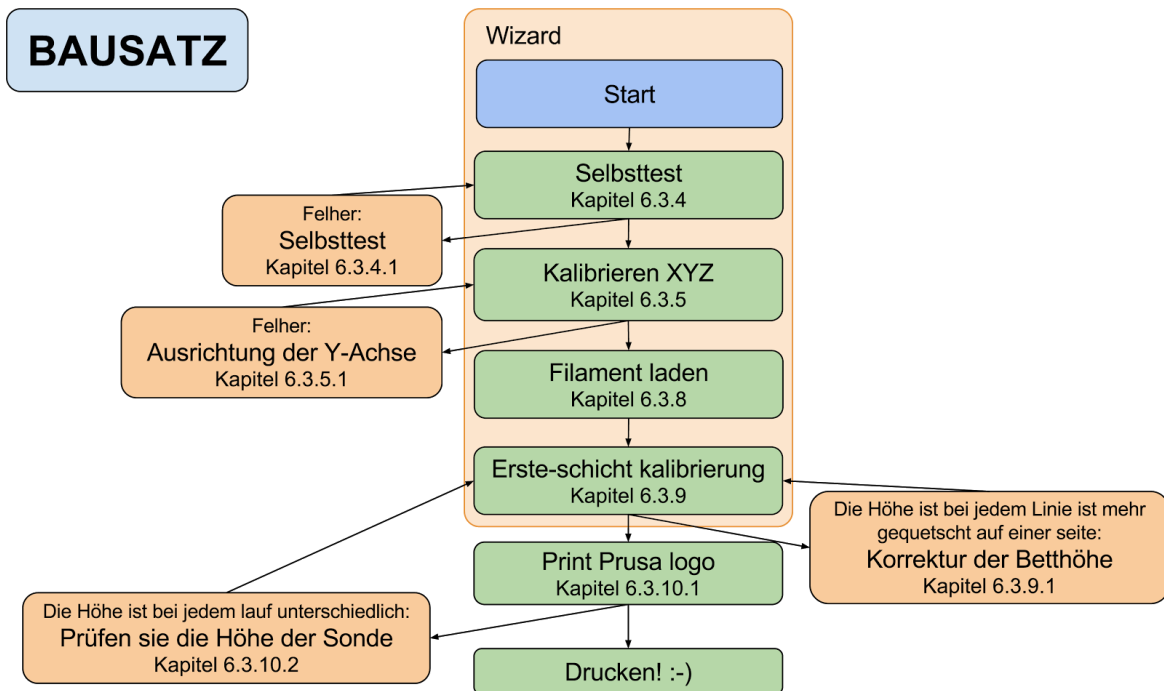 BAUSATZ
Wizard
Start
Selbsttest
Kapitel 6.3.4
Felher:
Selbsttest
Kapitel 6.3.4.1
Kalibrieren XYZ
Kapitel 6.3.5
Felher:
Ausrichtung der Y-Achse
Kapitel 6.3.5.1
Filament laden
Kapitel 6.3.8
Erste-schicht kalibrierung
Kapitel 6.3.9
Die Höhe ist bei jedem Linie ist mehr
gequetscht auf einer seite:
Korrektur der Betthöhe
Kapitel 6.3.9.1
Print Prusa logo
Kapitel 6.3.10.1
Die Höhe ist bei jedem lauf unterschiedlich:
Prüfen sie die Höhe der Sonde
Kapitel 6.3.10.2
Drucken! :-)